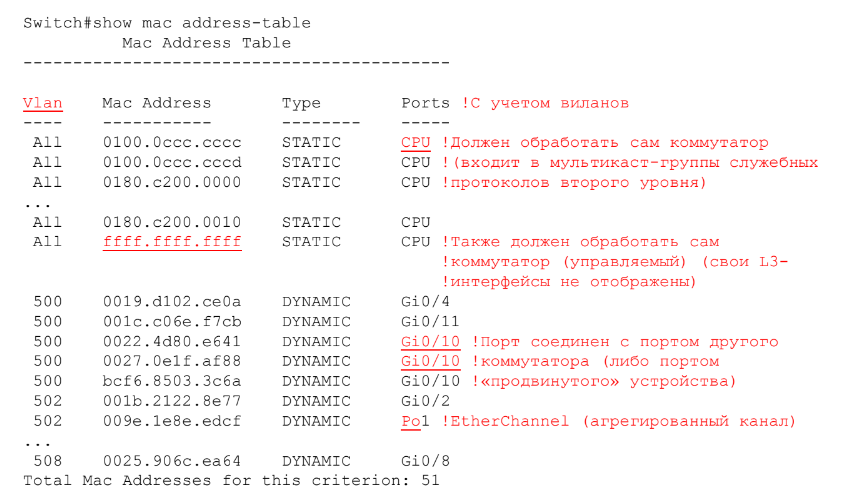 Switch#show mac address-table
Mac Address Table
-------------------------------------------
Vlan Mac Address Type Ports !С учетом виланов
---- ----------- -------- -----
All 0100.0ccc.cccc STATIC CPU !Должен обработать сам коммутатор
All 0100.0ccc.cccd STATIC CPU !(входит в мультикаст-группы служебных
All 0180.c200.0000 STATIC CPU !протоколов второго уровня)
...
All 0180.c200.0010 STATIC CPU
All ffff.ffff.ffff STATIC CPU !Также должен обработать сам
!коммутатор (управляемый) (свои L3-
!интерфейсы не отображены)
500 0019.d102.ce0a DYNAMIC Gi0/4
500 001c.c06e.f7cb DYNAMIC Gi0/11
500 0022.4d80.e641 DYNAMIC Gi0/10 !Порт соединен с портом другого
500 0027.0e1f.af88 DYNAMIC Gi0/10 !коммутатора (либо портом
500 bcf6.8503.3c6a DYNAMIC Gi0/10 !«продвинутого» устройства)
502 001b.2122.8e77 DYNAMIC Gi0/2
502 009e.1e8e.edcf DYNAMIC Po1 !EtherChannel (агрегированный канал)
...
508 0025.906c.ea64 DYNAMIC Gi0/8
Total Mac Addresses for this criterion: 51